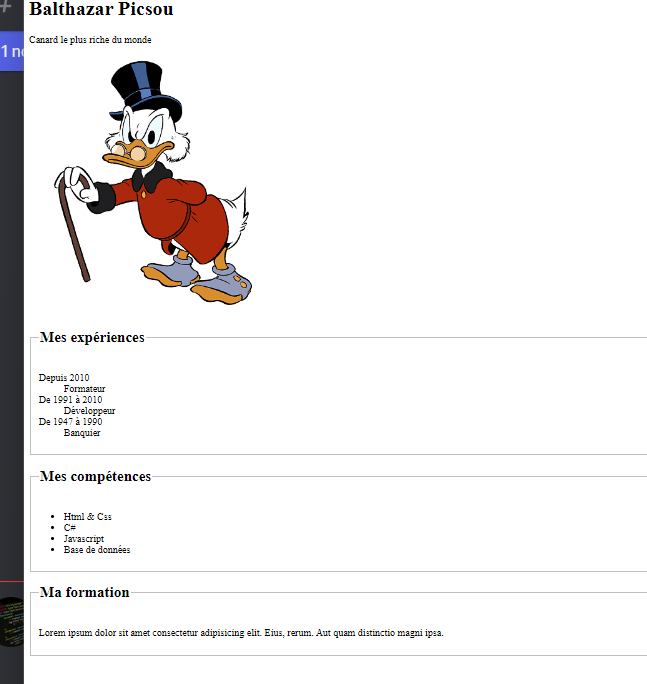 Balthazar Picsou
1 n
Canard le plus riche du monde
Mes expériences
Depuis 2010
Formateur
De 1991 à 2010
Développeur
De 1947 à 1990
Banquier
Mes compétences
Html & Css
C#
Javascript
Base de données
Ma formation
Lorem ipsum dolor sit amet consectetur adipisicing elit. Eius, rerum. Aut quam distinctio magni ipsa.